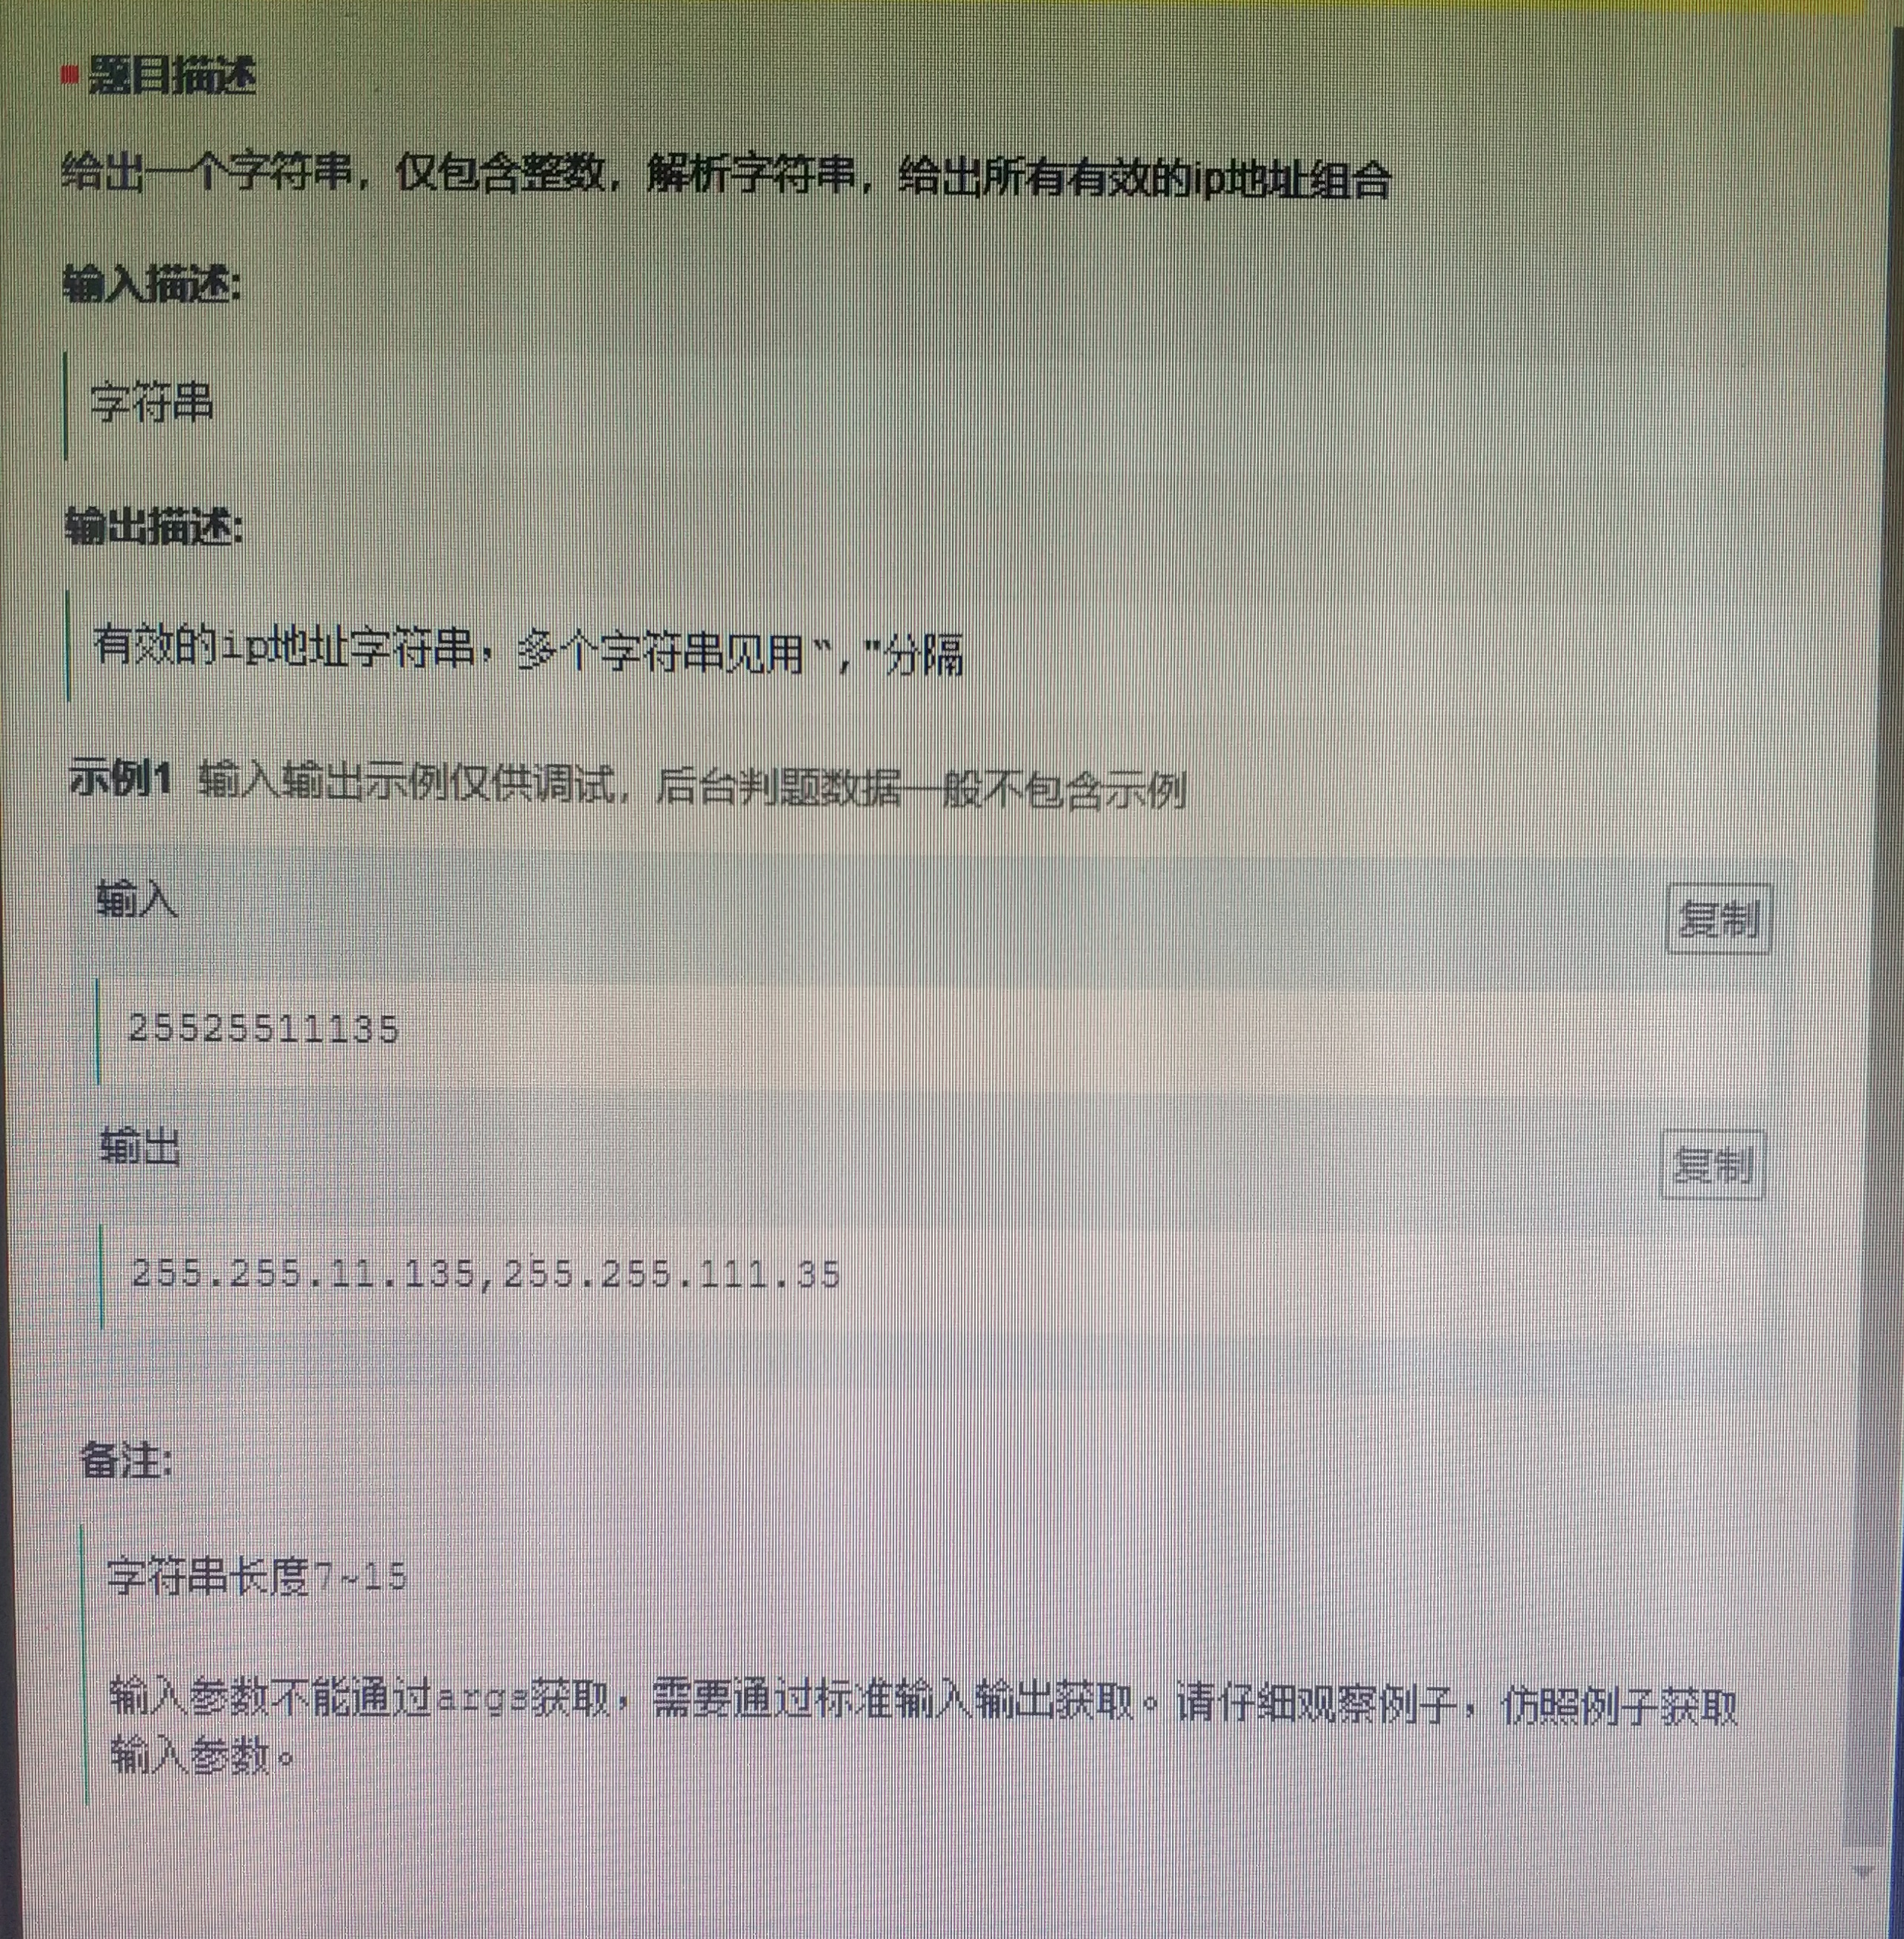 题目描述
给出一个字符串，仅包含整数，解析字符串，给出所有有效的ip地址组合
输入描述:
字符串
输出描述:
有效的ip地址字符串，多个字符串见用“,"分隔
示例1 输入输出示例仅供调试，后台判题数据一般不包含示例
输入
复制
25525511135
输出
复制
255.255.11.135,255.255.111.35
备注:
字符串长度7~15
输入参数不能通过args获取，需要通过标准输入输出获取。请仔细观察例子，仿照例子获取
输入参数。